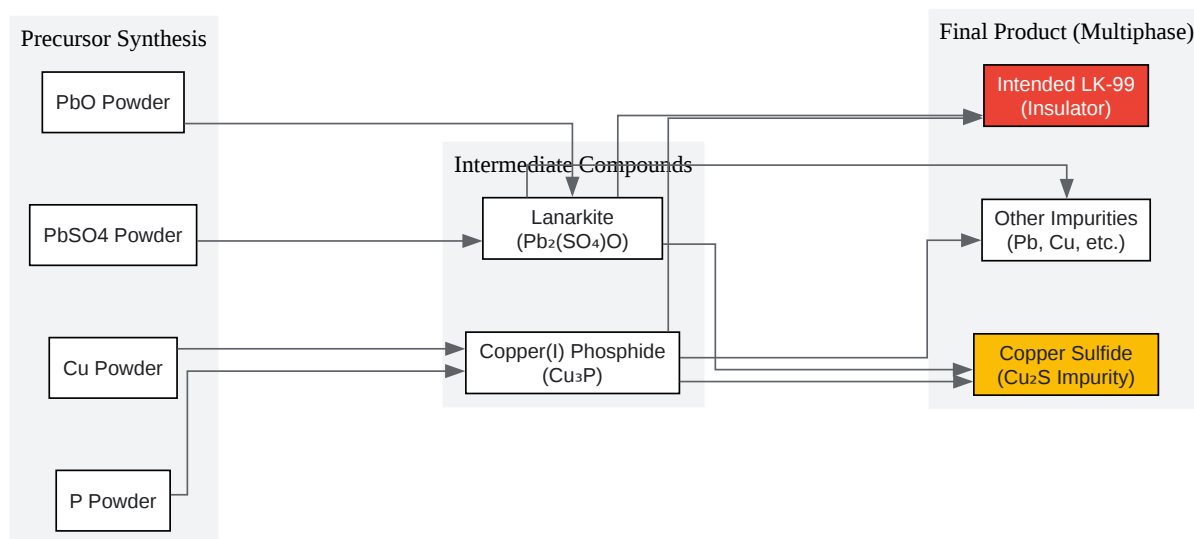 Precursor Synthesis
PbO Powder
PbSO4 Powder
Cu Powder
P Powder
Intermediate Compounds
Lanarkite
(Pb₂(SO₄)O)
Copper(I) Phosphide
(Cu₃P)
Final Product (Multiphase)
Intended LK-99
(Insulator)
Other Impurities
(Pb, Cu, etc.)
Copper Sulfide
(Cu₂S Impurity)